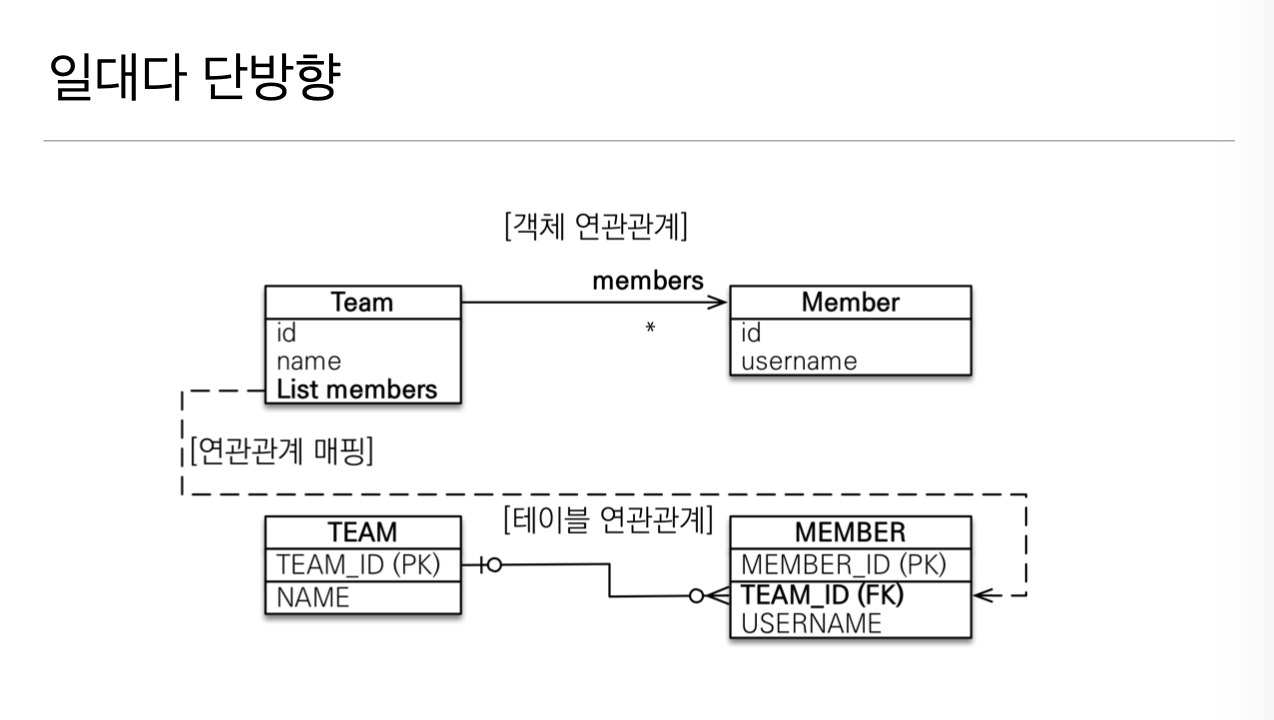 일대다 단방향
[객체 연관관계]
members
*
Team
id
name
List members
Member
id
username
[연관관계 매핑]
[테이블 연관관계]
TEAM
TEAM_ID (PK)
NAME
MEMBER
MEMBER_ID (PK)
TEAM_ID (FK)
USERNAME